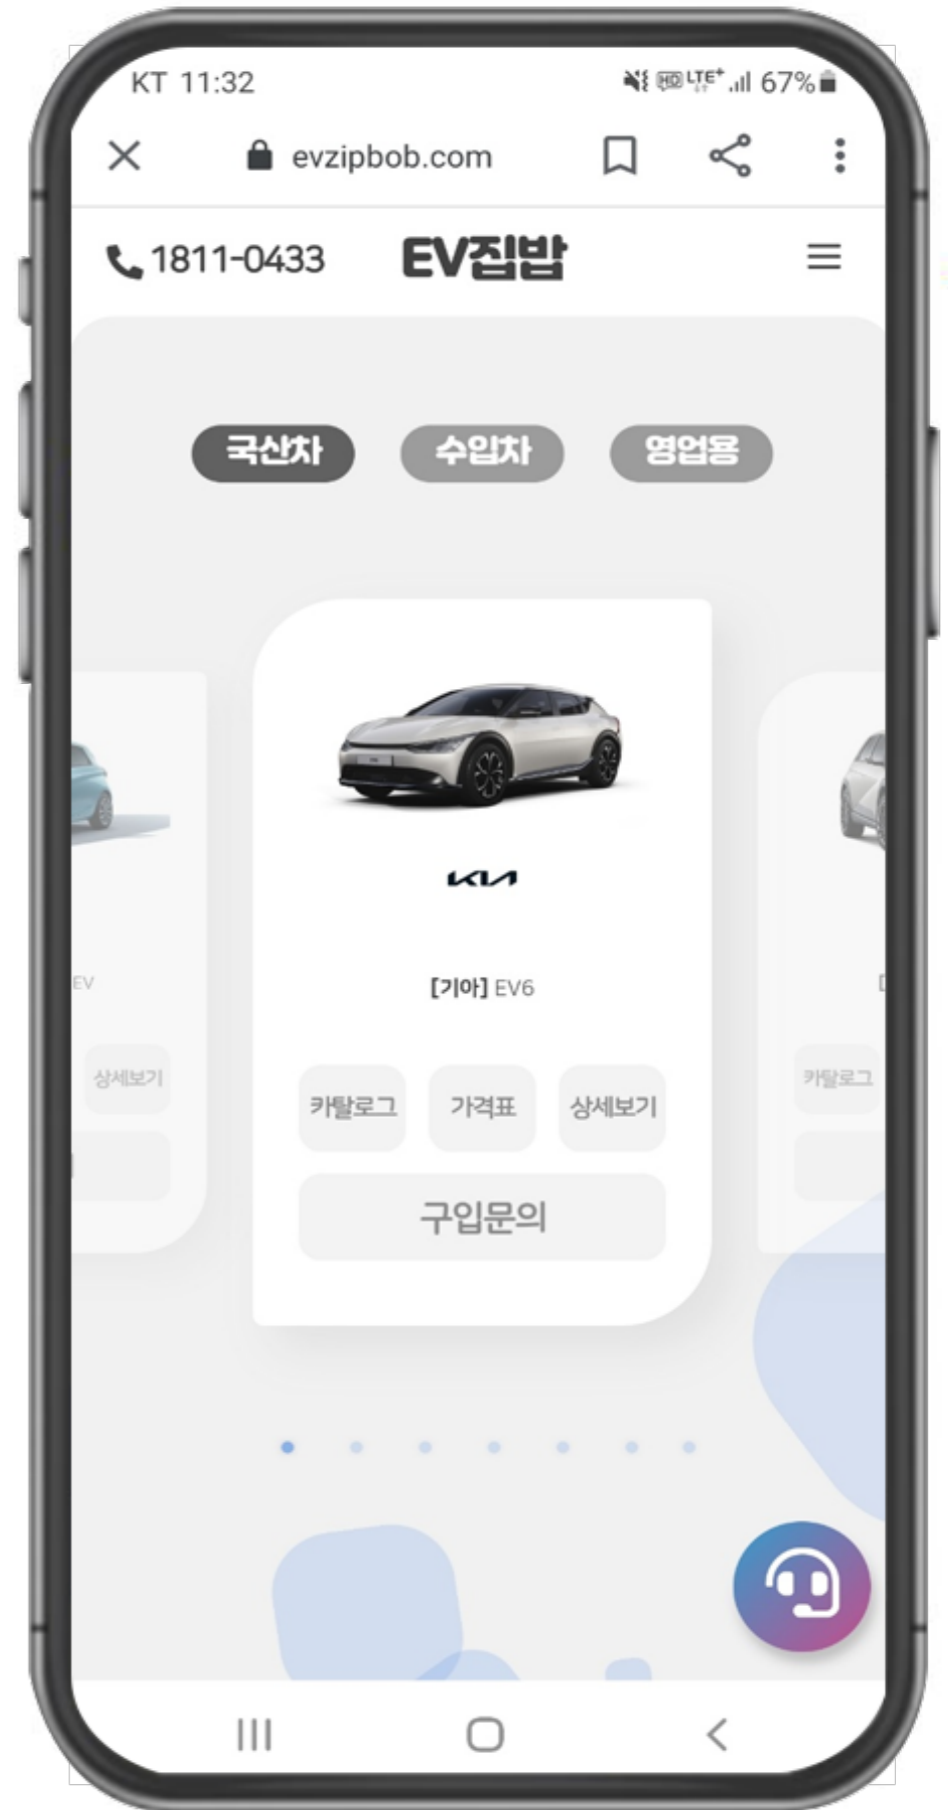 KT 11:32
HD LTE+ 67%
evzipbob.com
1811-0433 EV집밥
국산차 수입차 영업용
KIA
EV
[기아] EV6
상세보기
카탈로그 가격표 상세보기
카탈로그
구입문의